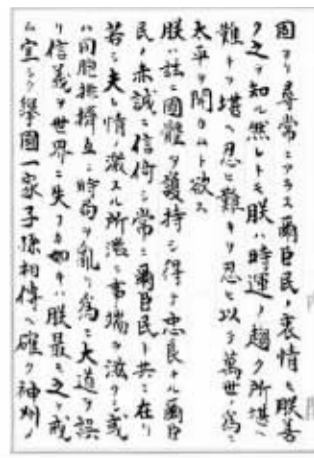 固ヨリ尋常ニアラス爾臣民ノ衷情モ朕善
ク之ヲ知ル然レトモ朕ハ時運ノ趨ク所堪ヘ
難キヲ堪ヘ忍ヒ難キヲ忍ヒ以テ萬世ノ爲ニ
太平ヲ開カムト欲ス
朕ハ茲ニ國體ヲ護持シ得テ忠良ナル爾臣
民ノ赤誠ニ信倚シ常ニ爾臣民ト共ニ在リ
若シ夫レ情ノ激スル所濫ニ事端ヲ滋クシ或
ハ同胞排擠互ニ時局ヲ亂リ爲ニ大道ヲ誤
リ信義ヲ世界ニ失フカ如キハ朕最モ之ヲ戒
ム宜シク擧國一家子孫相傳ヘ確ク神州ノ